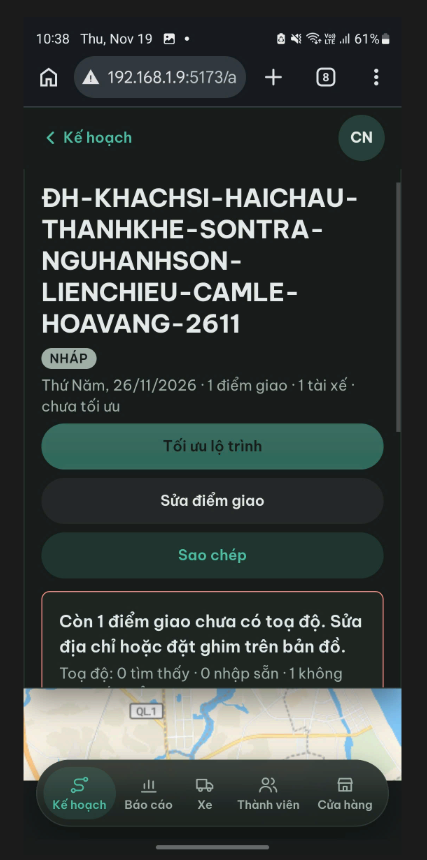 10:38 Thu, Nov 19 61%
192.168.1.9:5173/a
8
Kế hoạch
CN
ĐH-KHACHSI-HAICHAU-
THANHKHE-SONTRA-
NGUHANHSON-
LIENCHIEU-CAMLE-
HOAVANG-2611
NHÁP
Thứ Năm, 26/11/2026 · 1 điểm giao · 1 tài xế ·
chưa tối ưu
Tối ưu lộ trình
Sửa điểm giao
Sao chép
Còn 1 điểm giao chưa có toạ độ. Sửa
địa chỉ hoặc đặt ghim trên bản đồ.
Toạ độ: 0 tìm thấy · 0 nhập sẵn · 1 không
QL.1
Kế hoạch Báo cáo Xe Thành viên Cửa hàng